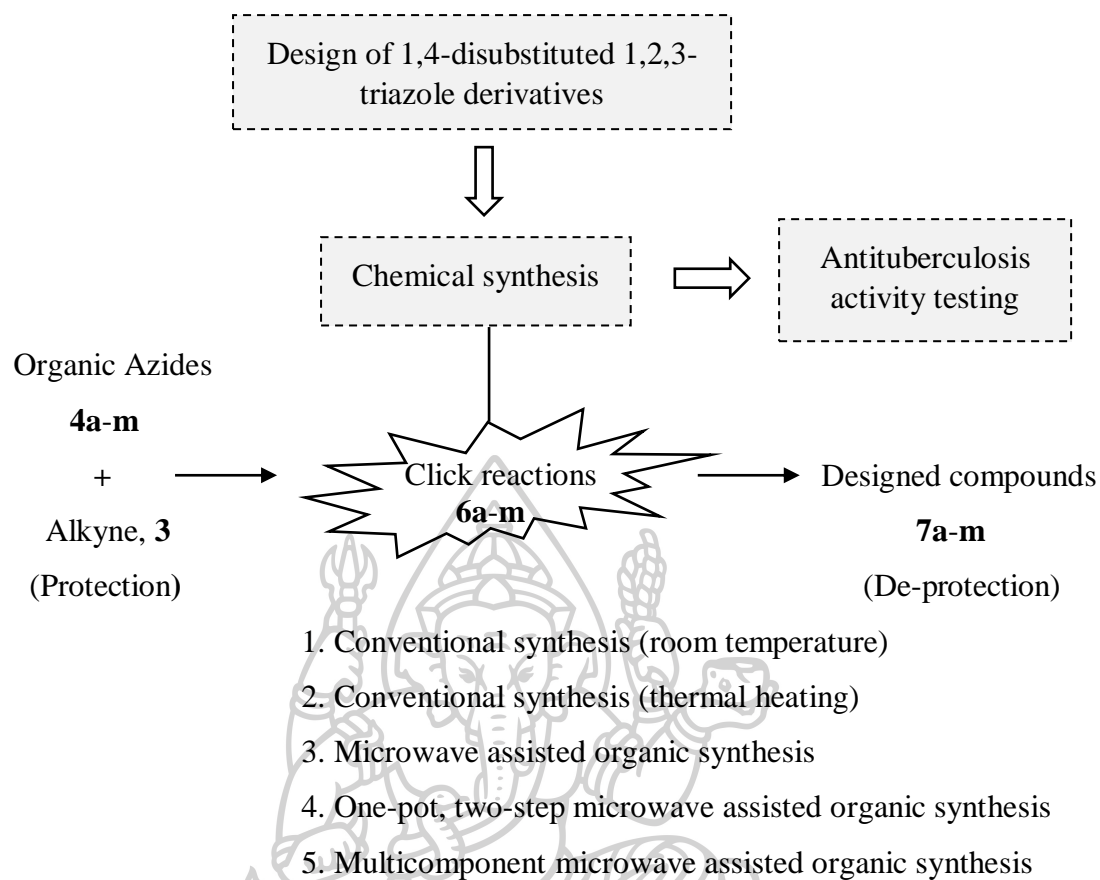 Design of 1,4-disubstituted 1,2,3-
triazole derivatives
Chemical synthesis
Antituberculosis
activity testing
Organic Azides
4a-m
+
Alkyne, 3
(Protection)
Click reactions
6a-m
Designed compounds
7a-m
(De-protection)
1. Conventional synthesis (room temperature)
2. Conventional synthesis (thermal heating)
3. Microwave assisted organic synthesis
4. One-pot, two-step microwave assisted organic synthesis
5. Multicomponent microwave assisted organic synthesis